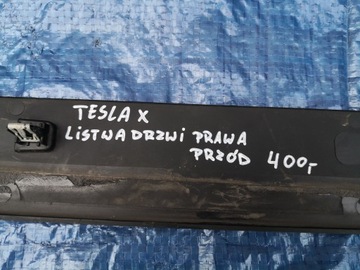 TESLA X
LISTWA DRZWI PRAWA
PRZÓD 400,-